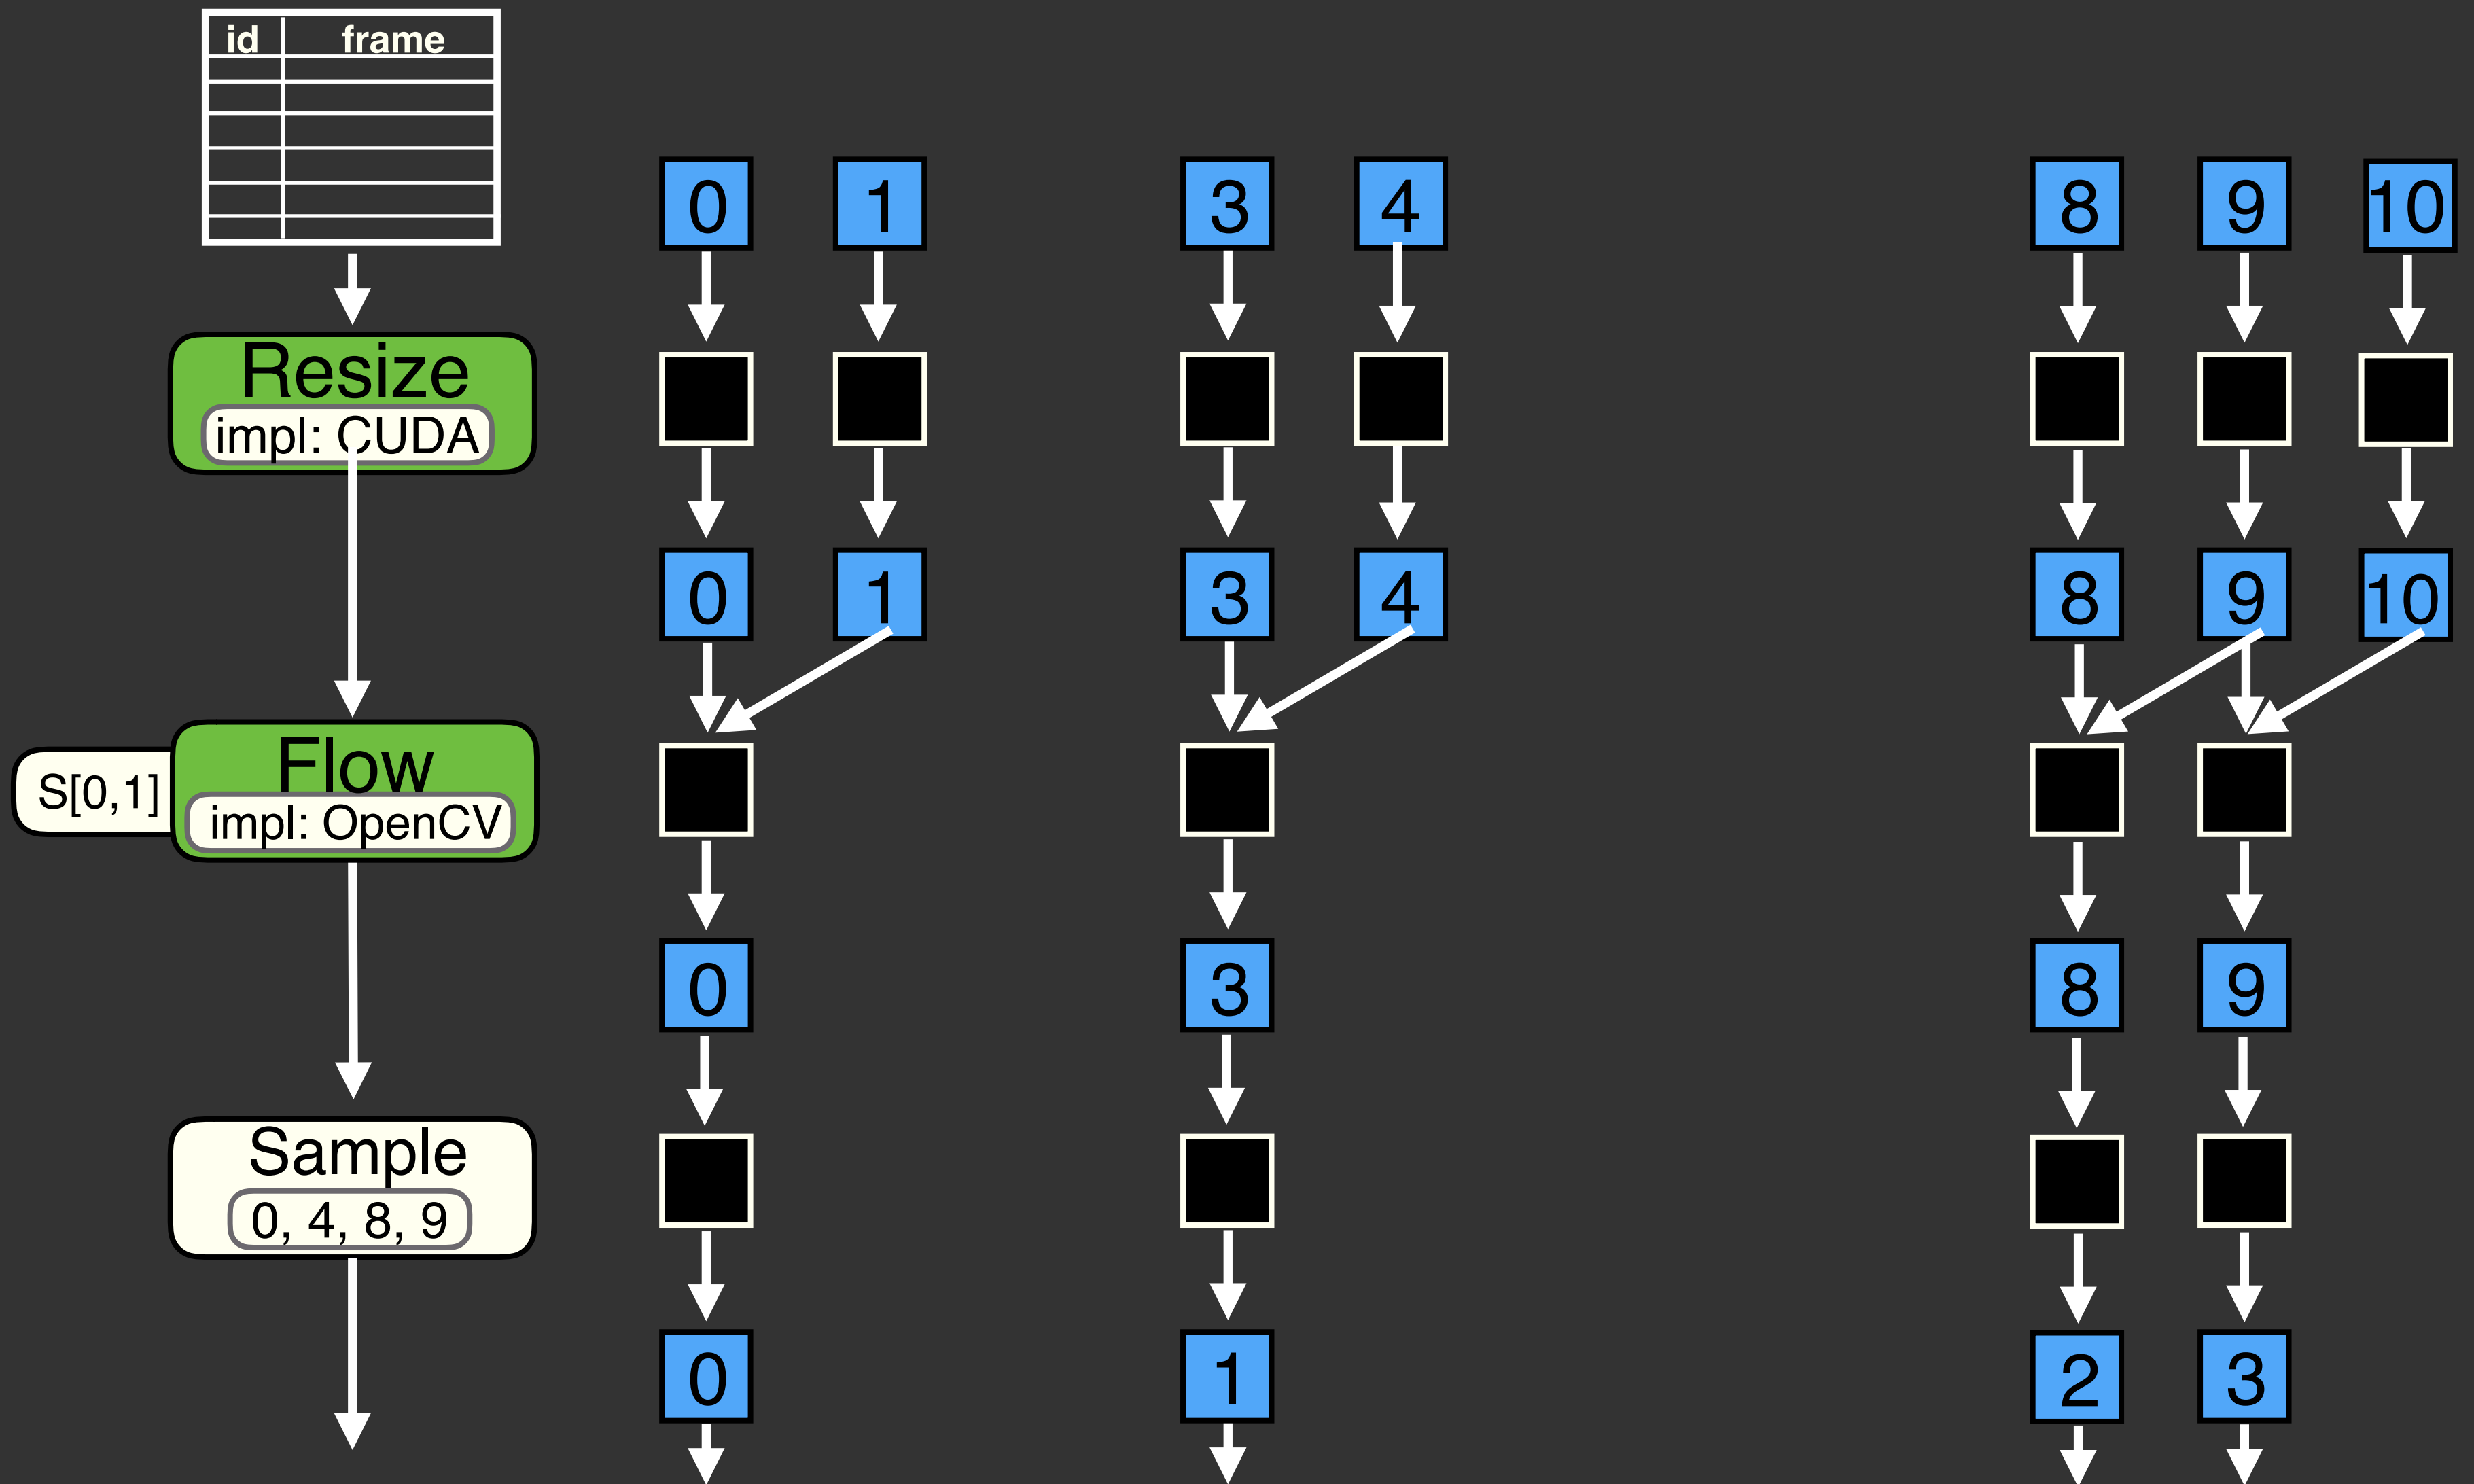 id frame
0 1 3 4 8 9 10
Resize
impl: CUDA
0 1 3 4 8 9 10
Flow
S[0,1]
impl: OpenCV
0 3 8 9
Sample
0, 4, 8, 9
0 1 2 3